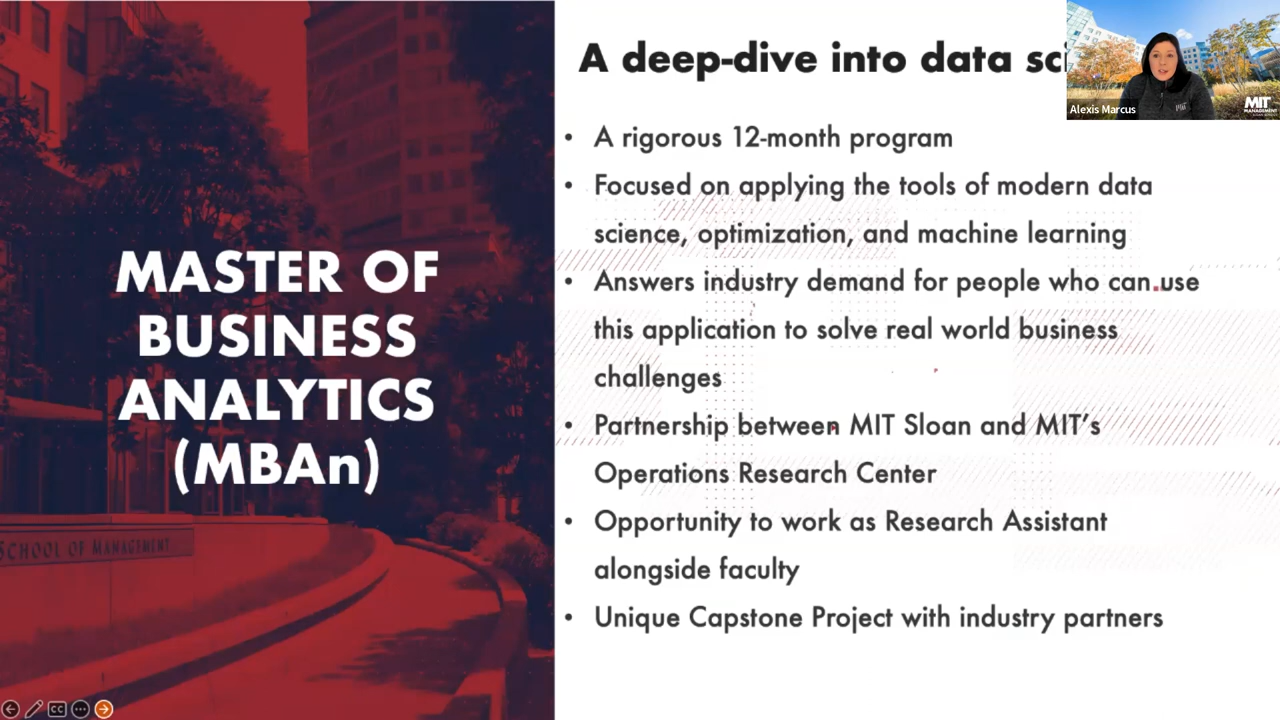 MASTER OF
BUSINESS
ANALYTICS
(MBAn)
SCHOOL OF MANAGEMENT
CC
A deep-dive into data
• A rigorous 12-month program
• Focused on applying the tools of modern data
science, optimization, and machine learning
• Answers industry demand for people who can use
this application to solve real world business
challenges
• Partnership between MIT Sloan and MIT's
Operations Research Center
• Opportunity to work as Research Assistant
alongside faculty
• Unique Capstone Project with industry partners
Alexis Marcus
MIT
MIT
MANAGEMENT